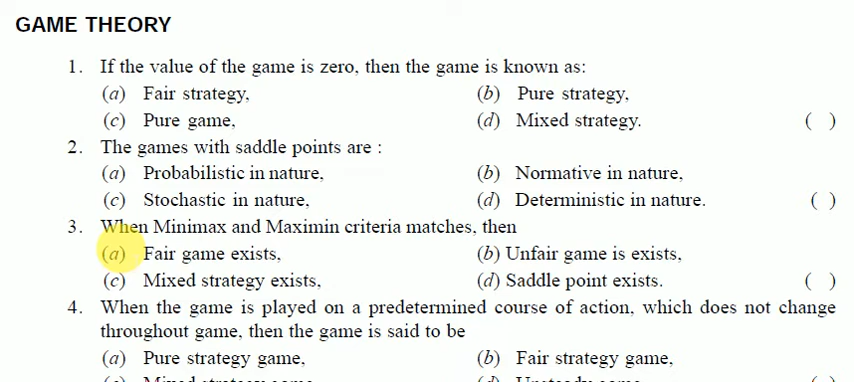 GAME THEORY
1. If the value of the game is zero, then the game is known as:
(a) Fair strategy, (b) Pure strategy,
(c) Pure game, (d) Mixed strategy. ( )
2. The games with saddle points are :
(a) Probabilistic in nature, (b) Normative in nature,
(c) Stochastic in nature, (d) Deterministic in nature. ( )
3. When Minimax and Maximin criteria matches, then
(a) Fair game exists, (b) Unfair game is exists,
(c) Mixed strategy exists, (d) Saddle point exists. ( )
4. When the game is played on a predetermined course of action, which does not change
throughout game, then the game is said to be
(a) Pure strategy game, (b) Fair strategy game,